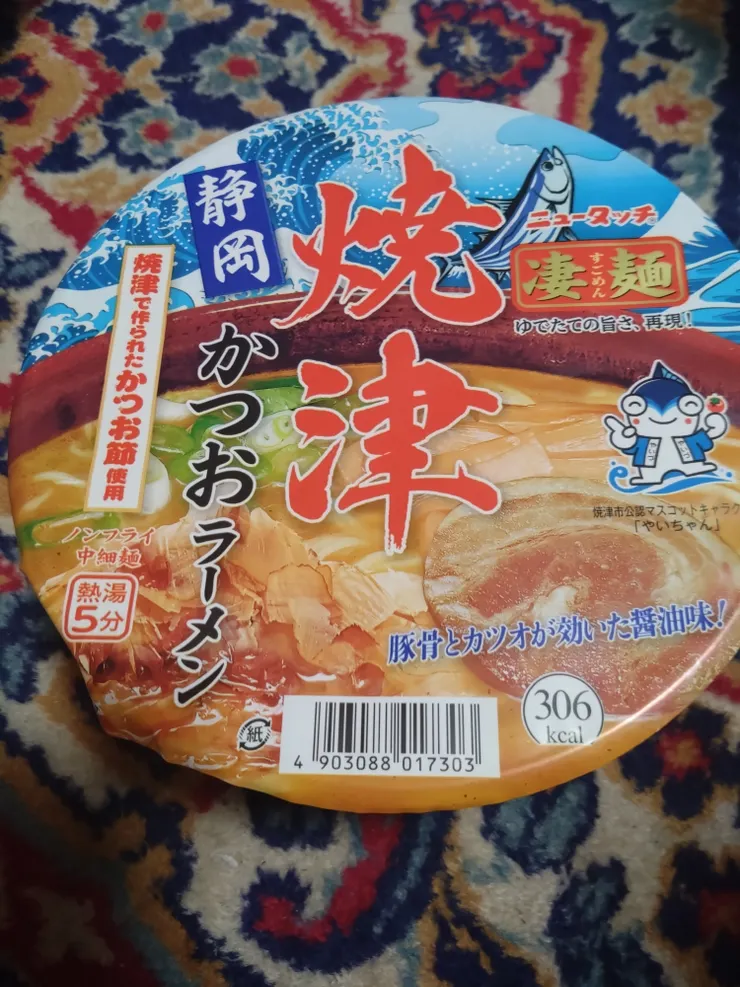 静岡
焼津
かつおラーメン
焼津で作られたかつお節使用
ニュータッチ
凄麺
すごめん
ゆでたての旨さ、再現!
焼津市公認マスコットキャラク
「やいちゃん」
ノンフライ
中細麺
熱湯
5分
豚骨とカツオが効いた醤油味!
306
kcal
紙
4 903088 017303